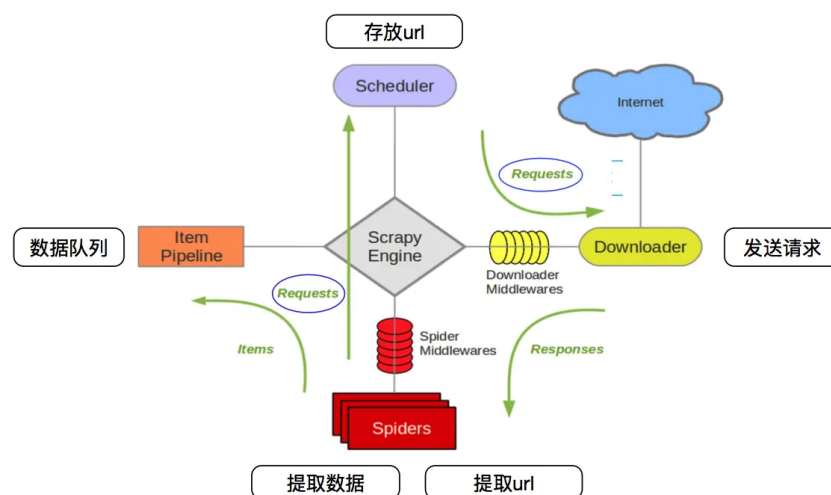 存放url
Scheduler
Internet
Requests
数据队列
Item
Pipeline
Scrapy
Engine
Downloader
发送请求
Downloader
Middlewares
Requests
Items
Spider
Middlewares
Responses
Spiders
提取数据
提取url